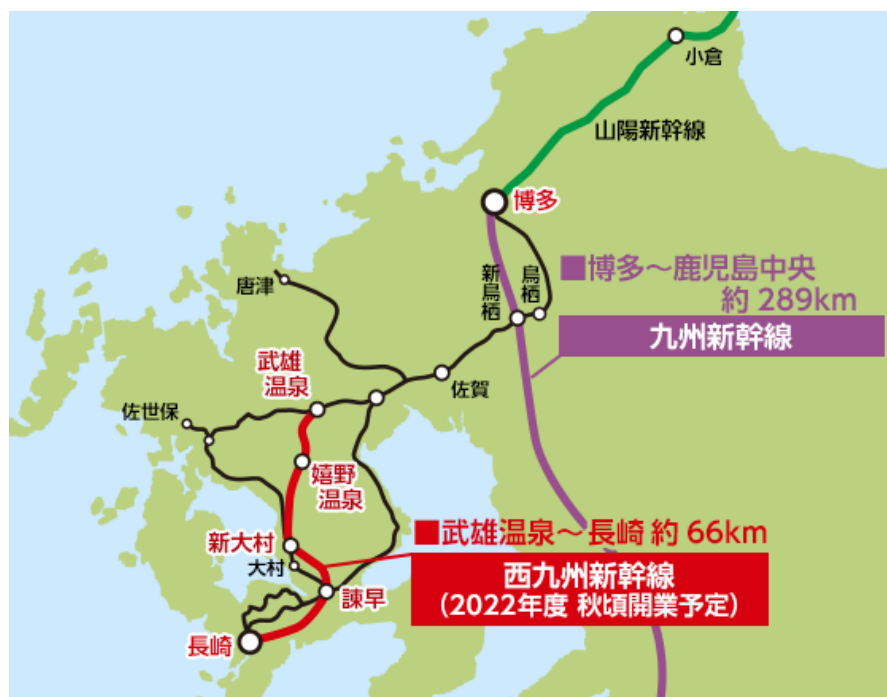 小倉
山陽新幹線
博多
■博多～鹿児島中央
約 289km
九州新幹線
新鳥栖
鳥栖
唐津
佐賀
武雄
温泉
佐世保
嬉野
温泉
新大村
大村
■武雄温泉～長崎 約 66km
西九州新幹線
（2022年度 秋頃開業予定）
諫早
長崎